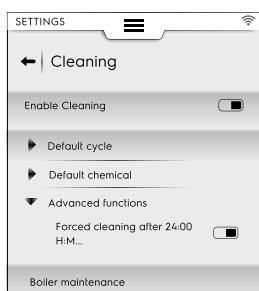 SETTINGS
Cleaning
Enable Cleaning
Default cycle
Default chemical
Advanced functions
Forced cleaning after 24:00
H:M...
Boiler maintenance